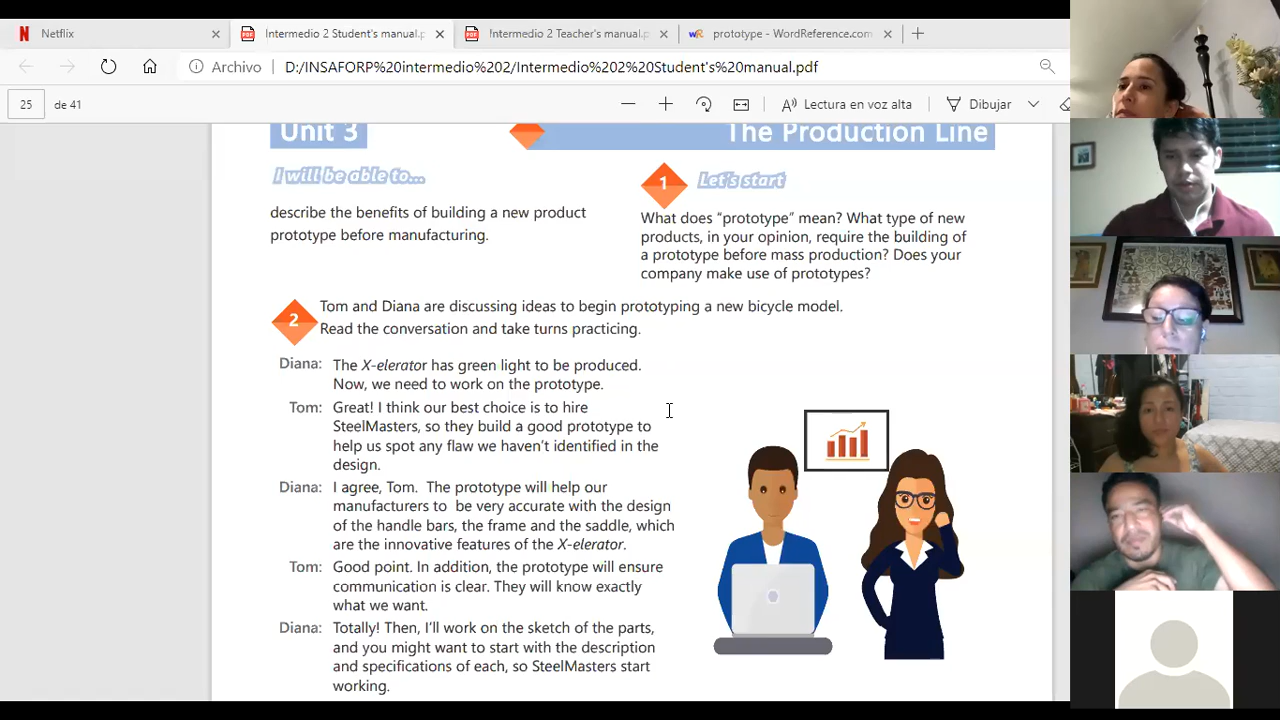 Netflix
Intermedio 2 Student's manual.p
Intermedio 2 Teacher's manual.p
prototype - WordReference.com
Archivo
D:/INSAFORP%20intermedio%202/Intermedio%202%20Student's%20manual.pdf
25
de 41
Lectura en voz alta
Dibujar
Unit 3
The Production Line
I will be able to...
1
Let's start
describe the benefits of building a new product
prototype before manufacturing.
What does “prototype” mean? What type of new
products, in your opinion, require the building of
a prototype before mass production? Does your
company make use of prototypes?
2
Tom and Diana are discussing ideas to begin prototyping a new bicycle model.
Read the conversation and take turns practicing.
Diana: The X-elerator has green light to be produced.
Now, we need to work on the prototype.
Tom: Great! I think our best choice is to hire
SteelMasters, so they build a good prototype to
help us spot any flaw we haven't identified in the
design.
Diana: I agree, Tom. The prototype will help our
manufacturers to be very accurate with the design
of the handle bars, the frame and the saddle, which
are the innovative features of the X-elerator.
Tom: Good point. In addition, the prototype will ensure
communication is clear. They will know exactly
what we want.
Diana: Totally! Then, I'll work on the sketch of the parts,
and you might want to start with the description
and specifications of each, so SteelMasters start
working.